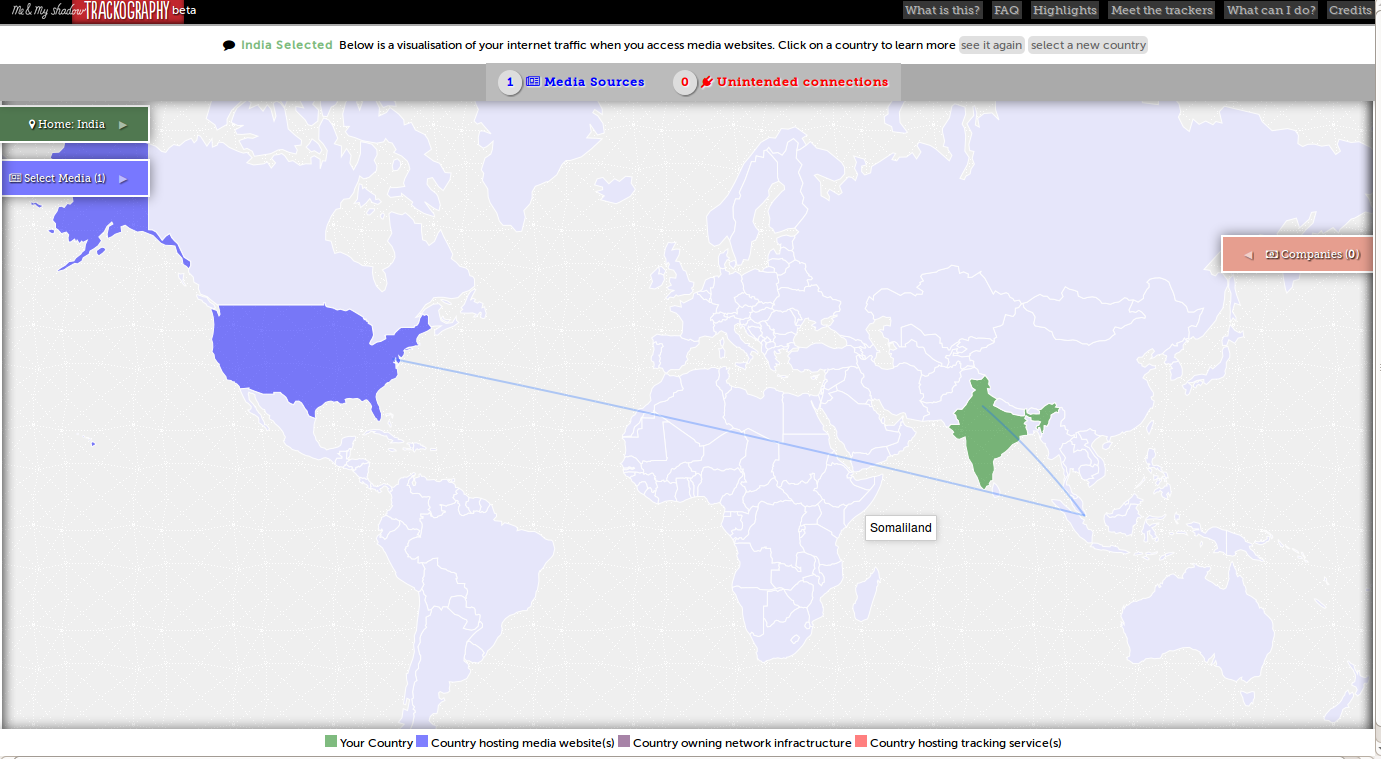 Me & My shadow TRACKOGRAPHY beta
What is this? FAQ Highlights Meet the trackers What can I do? Credits
India Selected Below is a visualisation of your internet traffic when you access media websites. Click on a country to learn more see it again select a new country
1 Media Sources 0 Unintended connections
Home: India
Select Media (1)
Companies (0)
Somaliland
Your Country Country hosting media website(s) Country owning network infrastructure Country hosting tracking service(s)